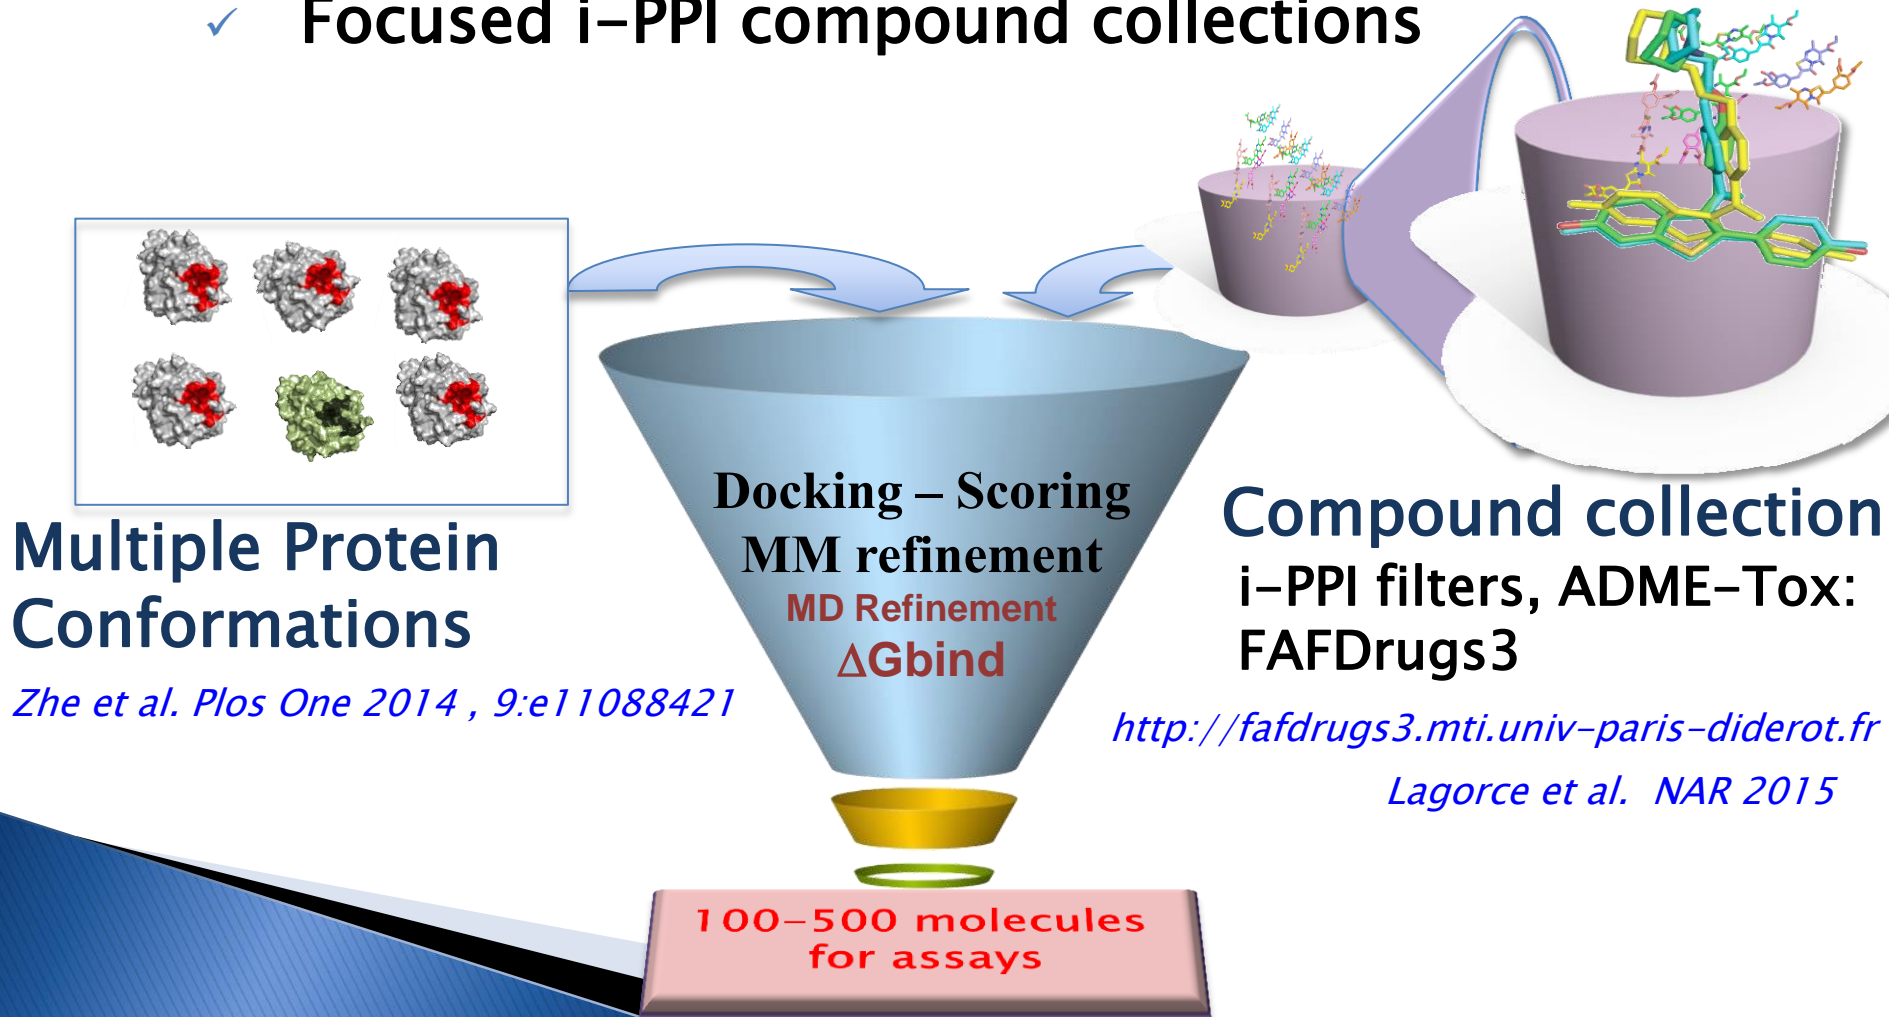 ✓ Focused i-PPI compound collections
Docking – Scoring
MM refinement
MD Refinement
ΔGbind
Multiple Protein
Conformations
Zhe et al. Plos One 2014 , 9:e11088421
Compound collection
i-PPI filters, ADME-Tox:
FAFDrugs3
http://fafdrugs3.mti.univ-paris-diderot.fr
Lagorce et al. NAR 2015
100-500 molecules
for assays